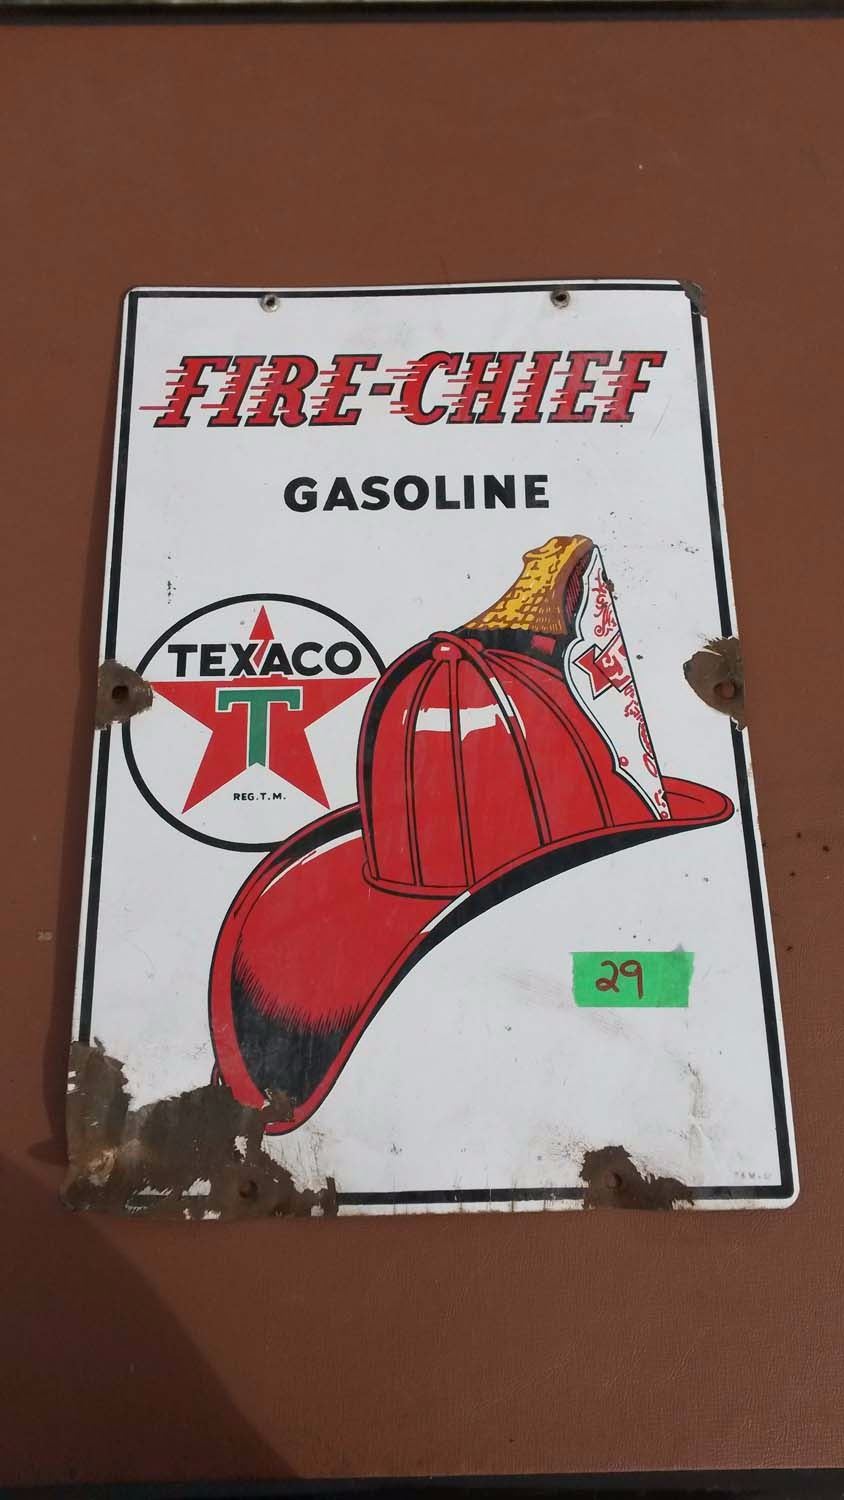 FIRE-CHIEF
GASOLINE
TEXACO
T
REG. T. M.
29